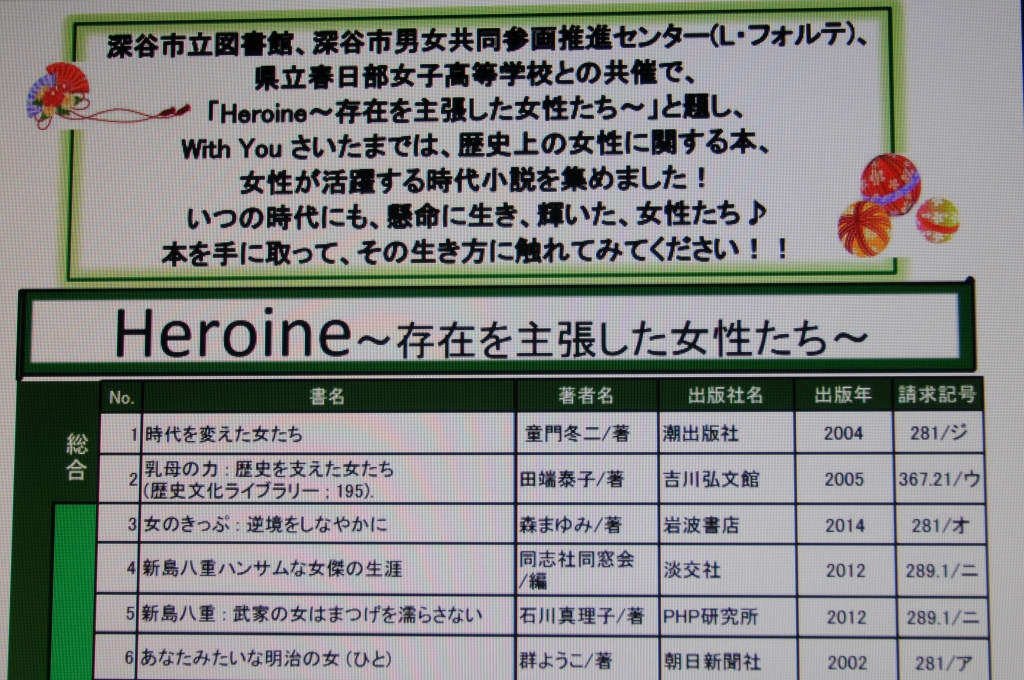 深谷市立図書館、深谷市男女共同参画推進センター(L・フォルテ)、
県立春日部女子高等学校との共催で、
「Heroine～存在を主張した女性たち～」と題し、
With You さいたまでは、歴史上の女性に関する本、
女性が活躍する時代小説を集めました！
いつの時代にも、懸命に生き、輝いた、女性たち♪
本を手に取って、その生き方に触れてみてください！！
Heroine～存在を主張した女性たち～
No. 書名 著者名 出版社名 出版年 請求記号
総合
1 時代を変えた女たち 童門冬二/著 潮出版社 2004 281/ジ
2 乳母の力：歴史を支えた女たち
(歴史文化ライブラリー；195). 田端泰子/著 吉川弘文館 2005 367.21/ウ
3 女のきっぷ：逆境をしなやかに 森まゆみ/著 岩波書店 2014 281/オ
4 新島八重ハンサムな女傑の生涯 同志社同窓会
/編 淡交社 2012 289.1/ニ
5 新島八重：武家の女はまつげを濡らさない 石川真理子/著 PHP研究所 2012 289.1/ニ
6 あなたみたいな明治の女(ひと) 群ようこ/著 朝日新聞社 2002 281/ア